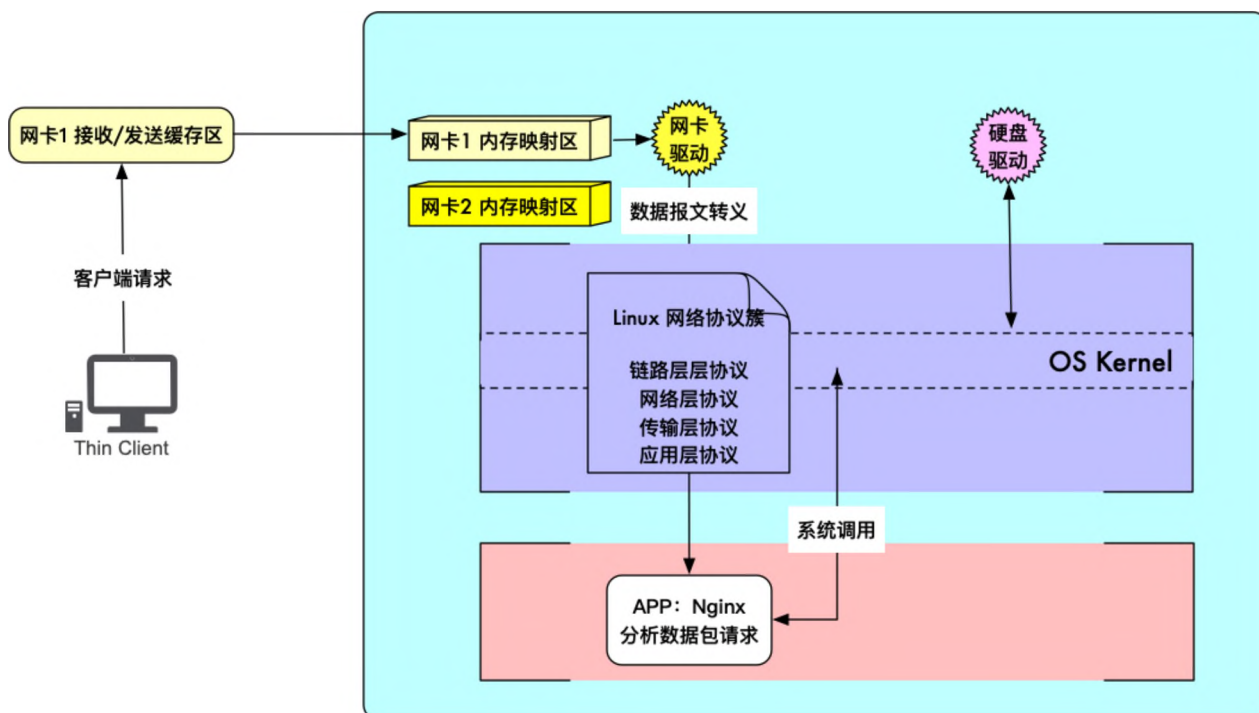 网卡1 接收/发送缓存区
网卡1 内存映射区
网卡
驱动
硬盘
驱动
网卡2 内存映射区
数据报文转义
客户端请求
Linux 网络协议簇
链路层层协议
网络层协议
传输层协议
应用层协议
OS Kernel
Thin Client
系统调用
APP：Nginx
分析数据包请求